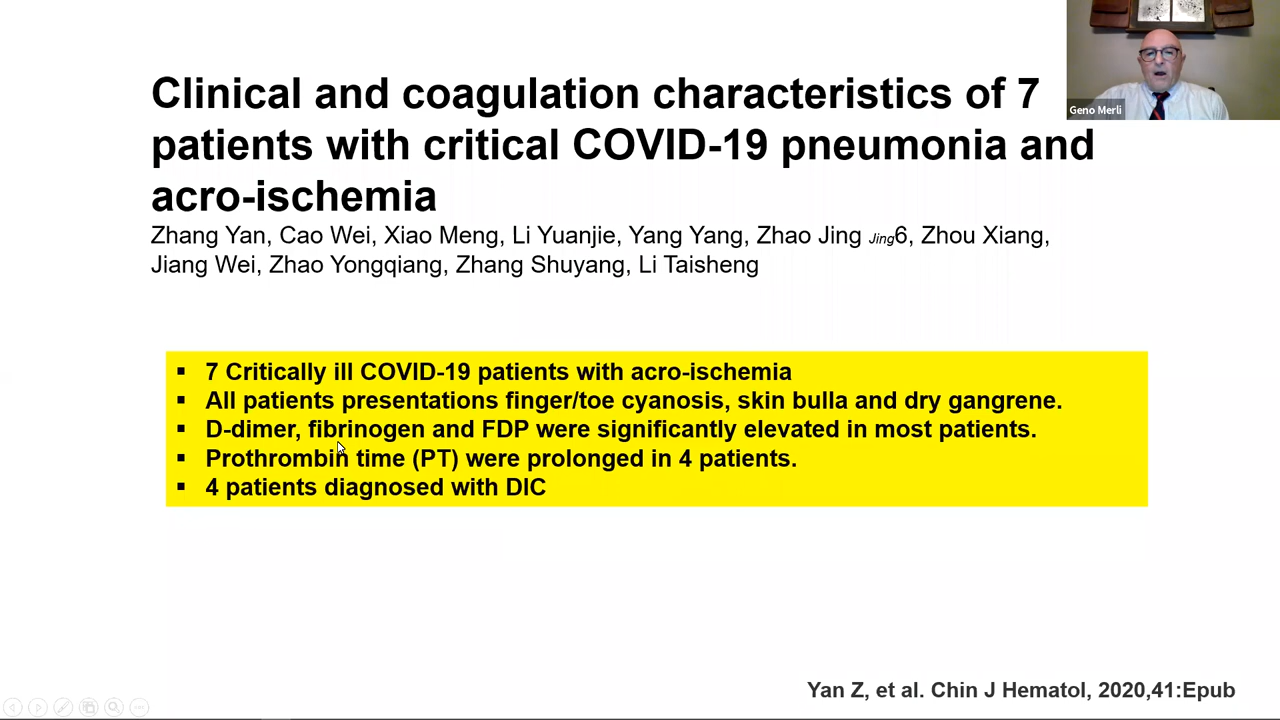 Clinical and coagulation characteristics of 7
patients with critical COVID-19 pneumonia and
acro-ischemia
Zhang Yan, Cao Wei, Xiao Meng, Li Yuanjie, Yang Yang, Zhao Jing Jing6, Zhou Xiang,
Jiang Wei, Zhao Yongqiang, Zhang Shuyang, Li Taisheng
Geno Merli
▪ 7 Critically ill COVID-19 patients with acro-ischemia
▪ All patients presentations finger/toe cyanosis, skin bulla and dry gangrene.
▪ D-dimer, fibrinogen and FDP were significantly elevated in most patients.
▪ Prothrombin time (PT) were prolonged in 4 patients.
▪ 4 patients diagnosed with DIC
Yan Z, et al. Chin J Hematol, 2020,41:Epub